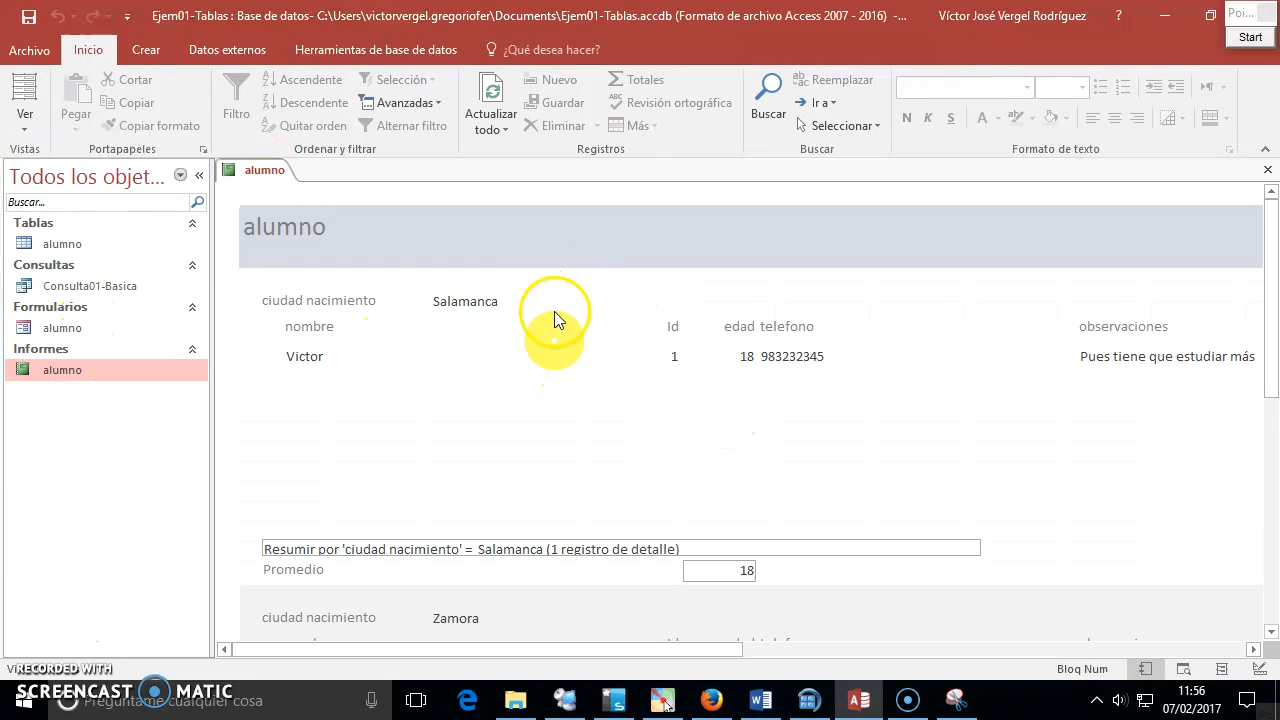 Ejem01-Tablas : Base de datos- C:\Users\victorvergel.gregoriofer\Documents\Ejem01-Tablas.accdb (Formato de archivo Access 2007 - 2016) -... Víctor José Vergel Rodríguez ? Poi...
Start
Archivo Inicio Crear Datos externos Herramientas de base de datos ¿Qué desea hacer?
Ver
Vistas
Pegar
Cortar
Copiar
Copiar formato
Portapapeles
Filtro
Ascendente
Descendente
Quitar orden
Selección
Avanzadas
Alternar filtro
Ordenar y filtrar
Actualizar
todo
Nuevo
Guardar
Eliminar
Totales
Revisión ortográfica
Más
Registros
Buscar
Reemplazar
Ir a
Seleccionar
Buscar
N K S A
Formato de texto
Todos los objet...
Buscar...
Tablas
alumno
Consultas
Consulta01-Basica
Formularios
alumno
Informes
alumno
alumno
alumno
ciudad nacimiento Salamanca
nombre Id edad telefono observaciones
Victor 1 18 983232345 Pues tiene que estudiar más
Resumir por 'ciudad nacimiento' = Salamanca (1 registro de detalle)
Promedio 18
ciudad nacimiento Zamora
Bloq Num
RECORDED WITH
SCREENCAST MATIC
Pregúntame cualquier cosa
11:56
07/02/2017